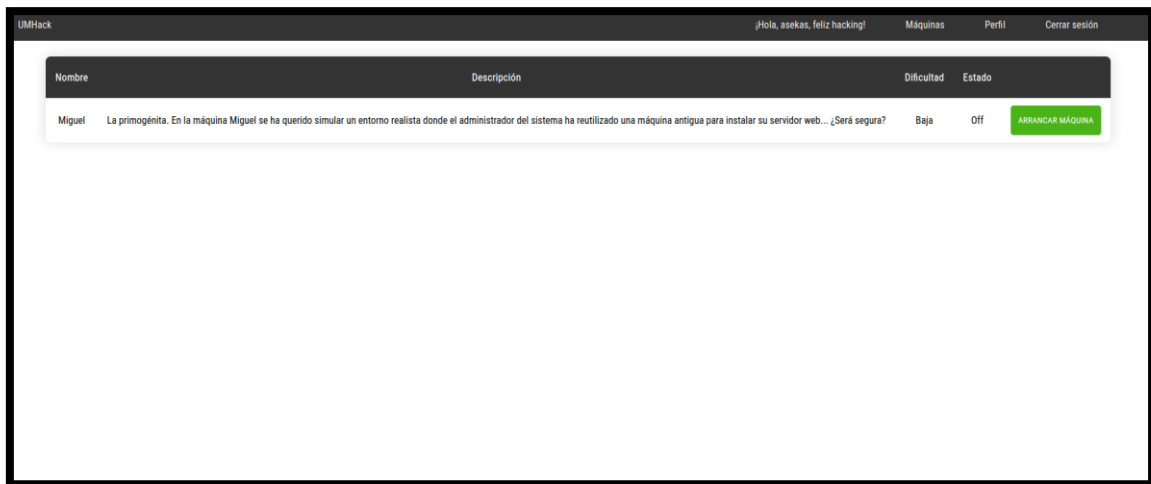 UMHack ¡Hola, asekas, feliz hacking! Máquinas Perfil Cerrar sesión
Nombre Descripción Dificultad Estado
Miguel La primogénita. En la máquina Miguel se ha querido simular un entorno realista donde el administrador del sistema ha reutilizado una máquina antigua para instalar su servidor web... ¿Será segura? Baja Off ARRANCAR MÁQUINA